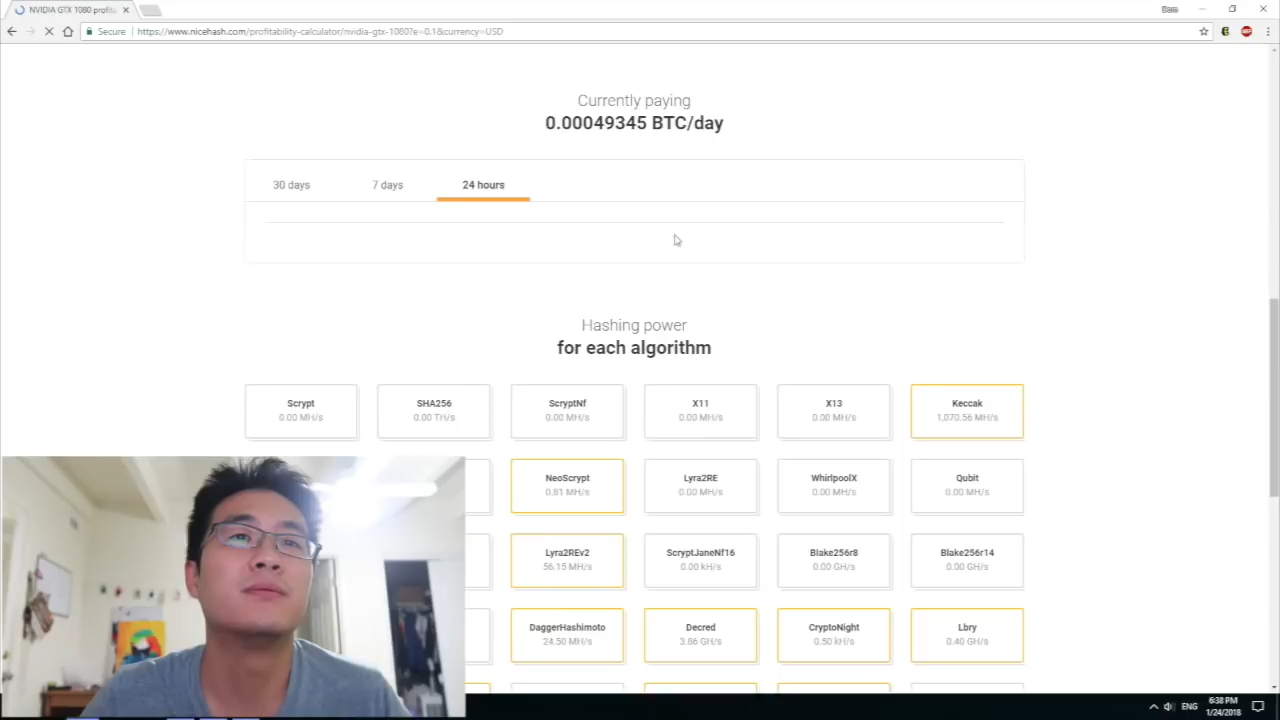 NVIDIA GTX 1080 profita
Secure
https://www.nicehash.com/profitability-calculator/nvidia-gtx-1080?e=0.1&currency=USD
Currently paying
0.00049345 BTC/day
30 days
7 days
24 hours
Hashing power
for each algorithm
Scrypt
0.00 MH/s
SHA256
0.00 TH/s
ScryptNf
0.00 MH/s
X11
0.00 MH/s
X13
0.00 MH/s
Keccak
1,070.56 MH/s
NeoScrypt
0.81 MH/s
Lyra2RE
0.00 MH/s
WhirlpoolX
0.00 MH/s
Qubit
0.00 MH/s
Lyra2REv2
56.15 MH/s
ScryptJaneNf16
0.00 kH/s
Blake256r8
0.00 GH/s
Blake256r14
0.00 GH/s
DaggerHashimoto
24.50 MH/s
Decred
3.86 GH/s
CryptoNight
0.50 kH/s
Lbry
0.40 GH/s
ENG
6:38 PM
1/24/2018